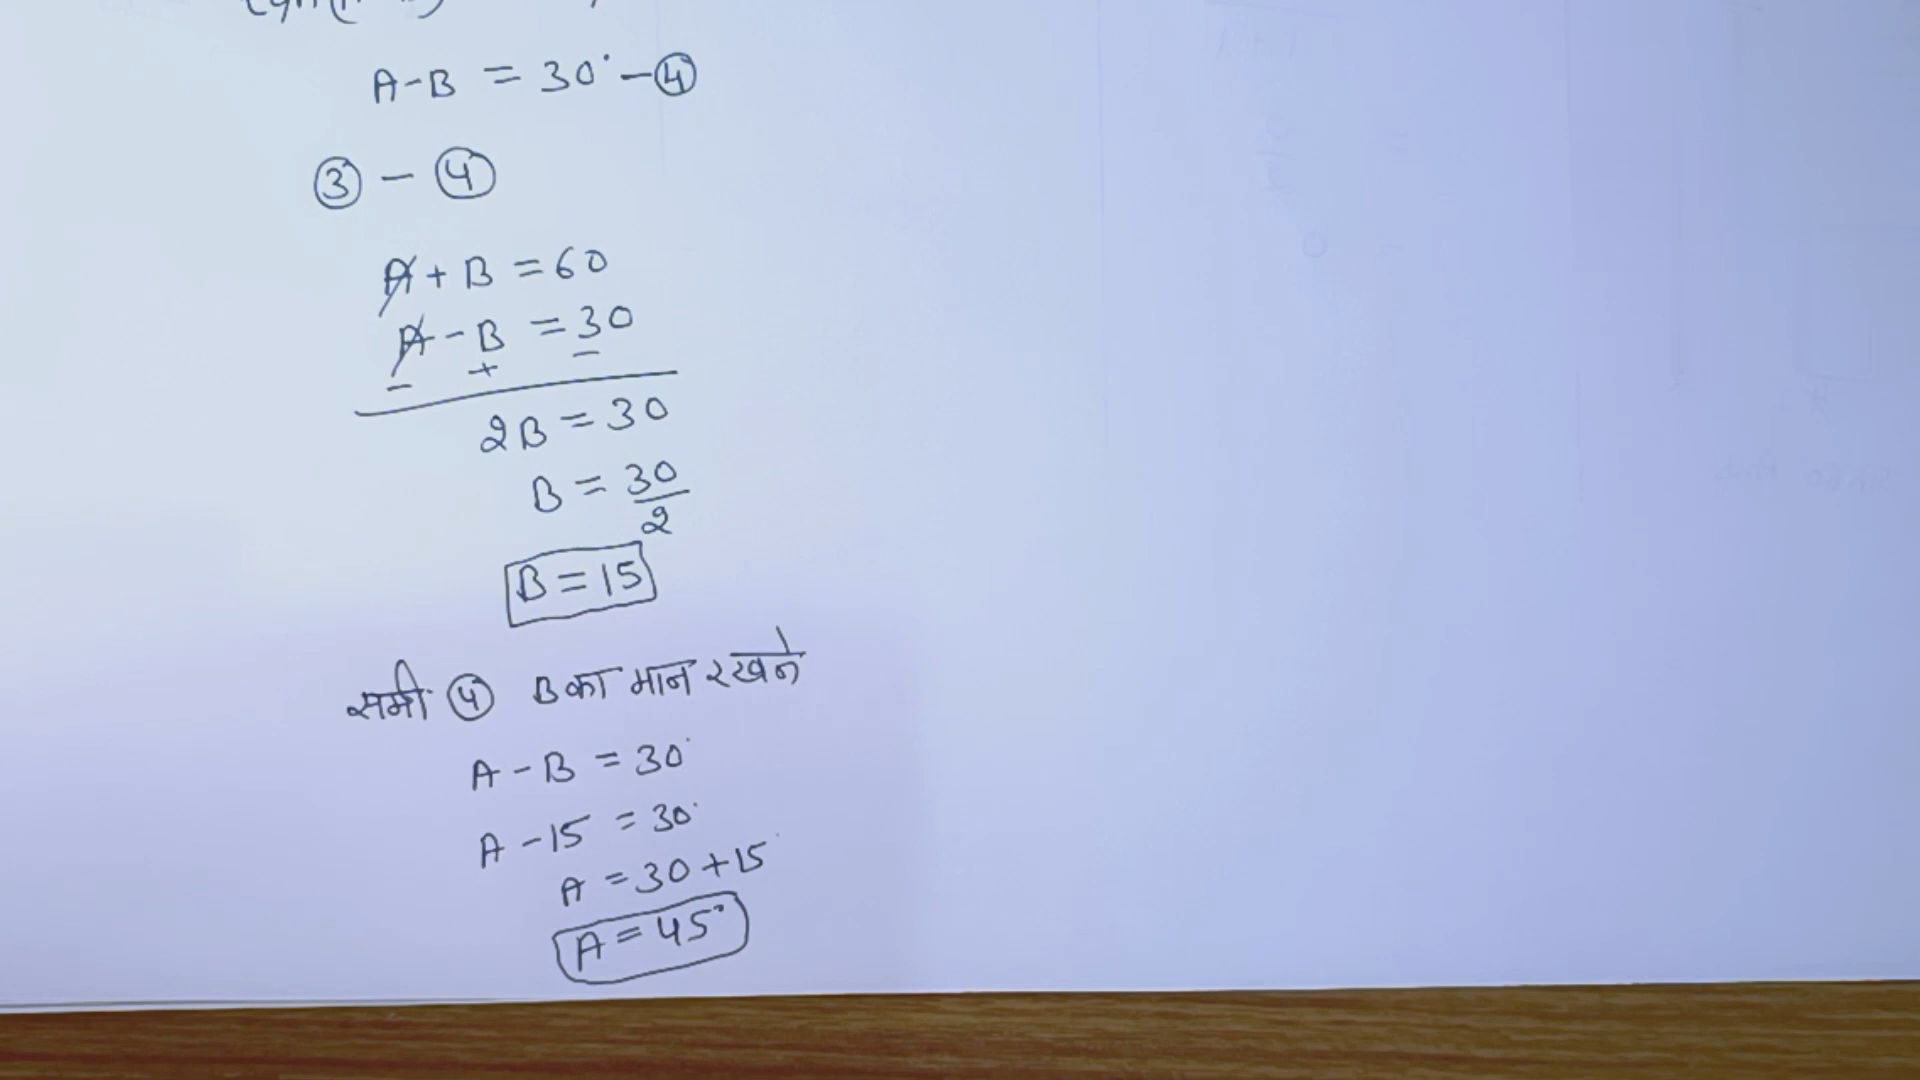 A-B = 30° - ④
③ - ④
A + B = 60
A - B = 30
- + -
2B = 30
B = 30/2
B = 15
समी. ④ B का मान रखने
A - B = 30°
A - 15 = 30°
A = 30 + 15
A = 45°